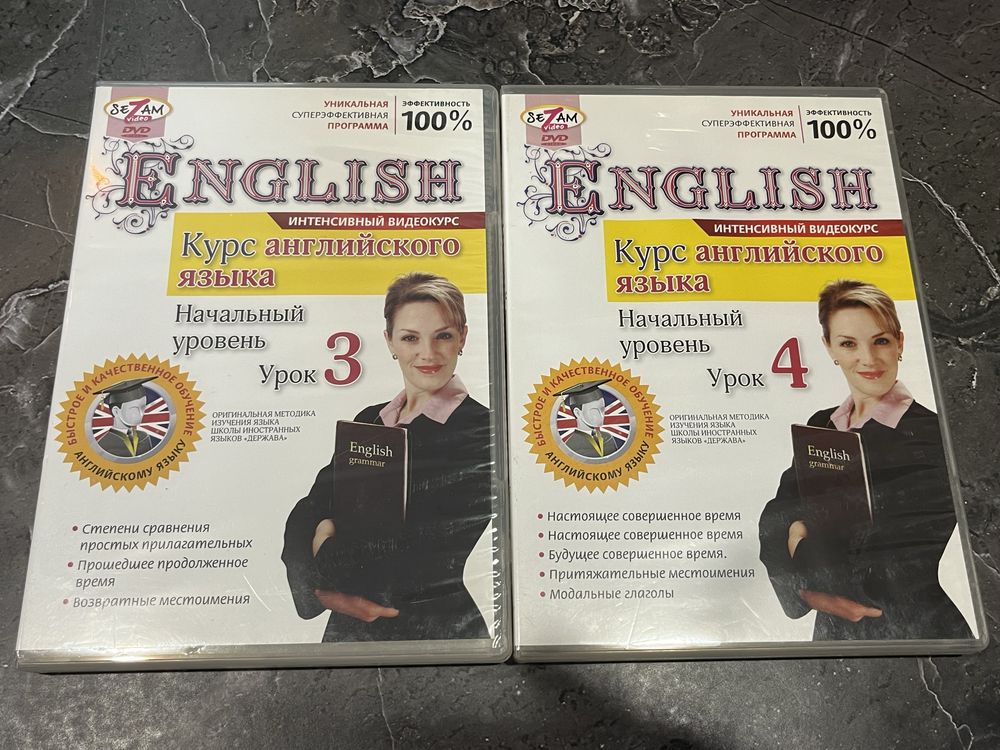 SEZAM
video
DVD
УНИКАЛЬНАЯ
СУПЕРЭФФЕКТИВНАЯ
ПРОГРАММА
ЭФФЕКТИВНОСТЬ
100%
ENGLISH
ИНТЕНСИВНЫЙ ВИДЕОКУРС
Курс английского
языка
Начальный
уровень
Урок 3
БЫСТРОЕ И КАЧЕСТВЕННОЕ ОБУЧЕНИЕ
АНГЛИЙСКОМУ ЯЗЫКУ
ОРИГИНАЛЬНАЯ МЕТОДИКА
ИЗУЧЕНИЯ ЯЗЫКА
ШКОЛЫ ИНОСТРАННЫХ
ЯЗЫКОВ «ДЕРЖАВА»
English
grammar
• Степени сравнения
простых прилагательных
• Прошедшее продолженное
время
• Возвратные местоимения
SEZAM
video
DVD
УНИКАЛЬНАЯ
СУПЕРЭФФЕКТИВНАЯ
ПРОГРАММА
ЭФФЕКТИВНОСТЬ
100%
ENGLISH
ИНТЕНСИВНЫЙ ВИДЕОКУРС
Курс английского
языка
Начальный
уровень
Урок 4
БЫСТРОЕ И КАЧЕСТВЕННОЕ ОБУЧЕНИЕ
АНГЛИЙСКОМУ ЯЗЫКУ
ОРИГИНАЛЬНАЯ МЕТОДИКА
ИЗУЧЕНИЯ ЯЗЫКА
ШКОЛЫ ИНОСТРАННЫХ
ЯЗЫКОВ «ДЕРЖАВА»
English
grammar
• Настоящее совершенное время
• Настоящее совершенное время
• Будущее совершенное время.
• Притяжательные местоимения
• Модальные глаголы